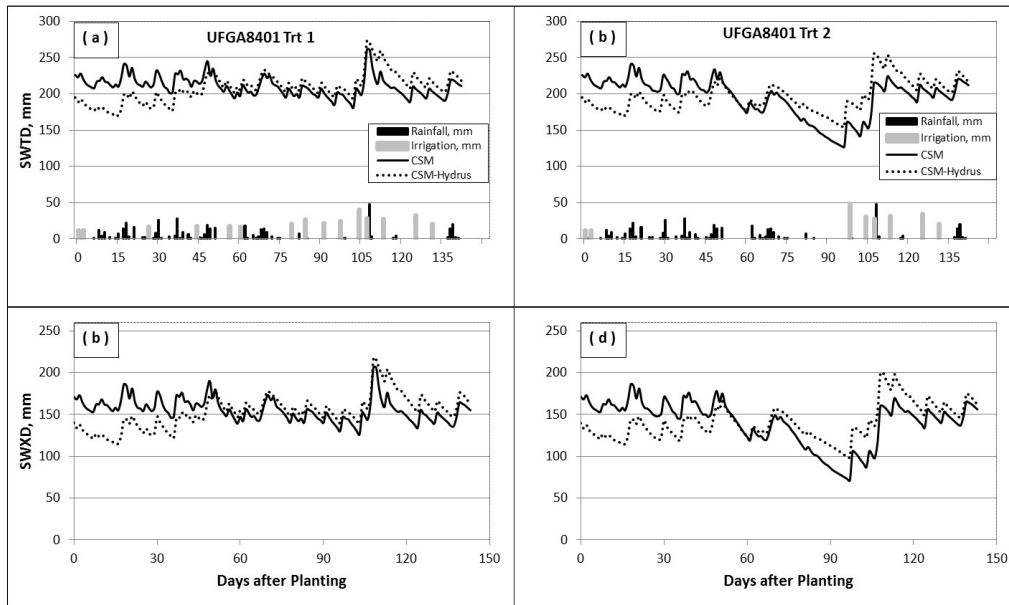 ( a )
UFGA8401 Trt 1
SWTD, mm
300
250
200
150
100
50
0
Rainfall, mm
Irrigation, mm
CSM
CSM-Hydrus
0 15 30 45 60 75 90 105 120 135
( b )
UFGA8401 Trt 2
300
250
200
150
100
50
0
Rainfall, mm
Irrigation, mm
CSM
CSM-Hydrus
0 15 30 45 60 75 90 105 120 135
( b )
SWXD, mm
250
200
150
100
50
0
0 30 60 90 120 150
Days after Planting
( d )
250
200
150
100
50
0
0 30 60 90 120 150
Days after Planting